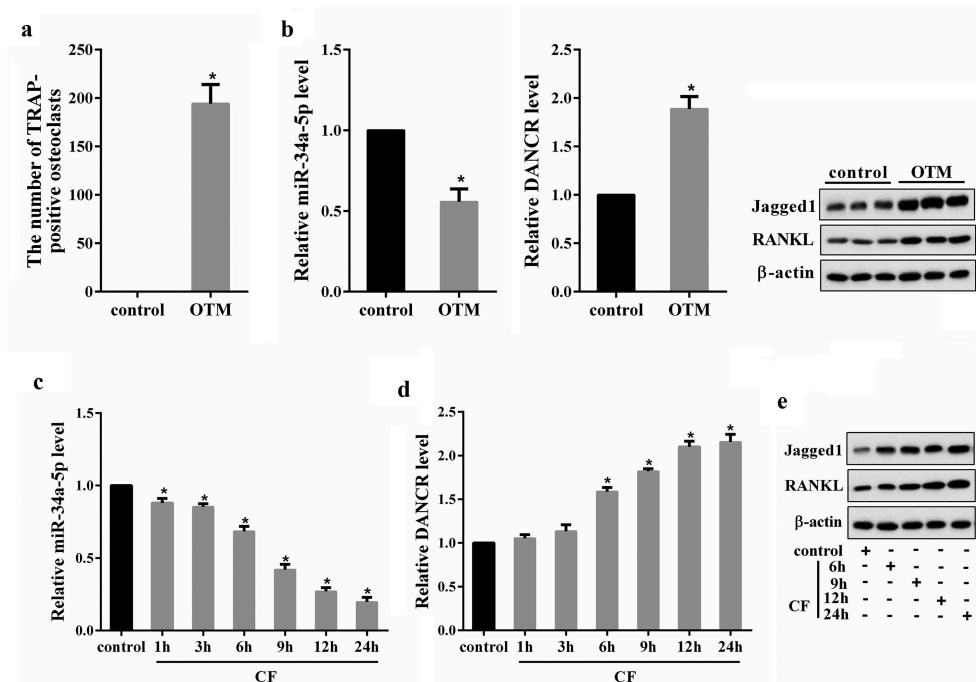 a
The number of TRAP-
positive osteoclasts
250
200
150
100
50
0
*
control
OTM
b
Relative miR-34a-5p level
1.5
1.0
0.5
0.0
*
control
OTM
Relative DANCR level
2.5
2.0
1.5
1.0
0.5
0.0
*
control
OTM
control OTM
Jagged1
RANKL
β-actin
c
Relative miR-34a-5p level
1.5
1.0
0.5
0.0
* * * * * *
control 1h 3h 6h 9h 12h 24h
CF
d
Relative DANCR level
2.5
2.0
1.5
1.0
0.5
0.0
* * * *
control 1h 3h 6h 9h 12h 24h
CF
e
Jagged1
RANKL
β-actin
control + - - - -
6h - + - - -
9h - - + - -
12h - - - + -
24h - - - - +
CF